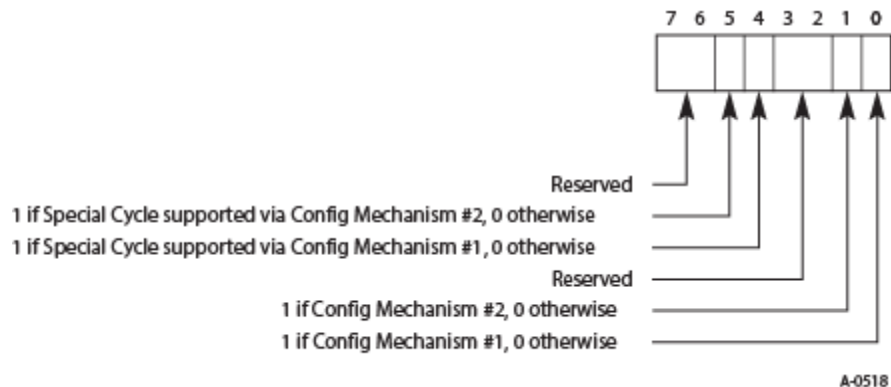 7 6 5 4 3 2 1 0
Reserved
1 if Special Cycle supported via Config Mechanism #2, 0 otherwise
1 if Special Cycle supported via Config Mechanism #1, 0 otherwise
Reserved
1 if Config Mechanism #2, 0 otherwise
1 if Config Mechanism #1, 0 otherwise
A-0518